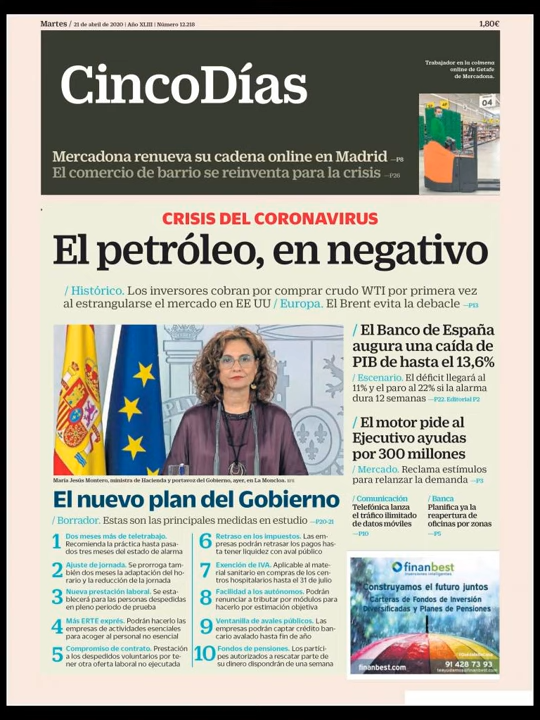 Martes / 21 de abril de 2020 | Año XLIII | Número 12.218
1,80€
Trabajador en la colmena
online de Getafe
de Mercadona.
CincoDías
04
Mercadona renueva su cadena online en Madrid —P8
El comercio de barrio se reinventa para la crisis —P26
CRISIS DEL CORONAVIRUS
El petróleo, en negativo
/ Histórico. Los inversores cobran por comprar crudo WTI por primera vez
al estrangularse el mercado en EE UU / Europa. El Brent evita la debacle —P13
María Jesús Montero, ministra de Hacienda y portavoz del Gobierno, ayer, en La Moncloa. EFE
El nuevo plan del Gobierno
/ Borrador. Estas son las principales medidas en estudio —P20-21
1 Dos meses más de teletrabajo.
Recomienda la práctica hasta pasa-
dos tres meses del estado de alarma
2 Ajuste de jornada. Se prorroga tam-
bién dos meses la adaptación del ho-
rario y la reducción de la jornada
3 Nueva prestación laboral. Se esta-
blecerá para las personas despedidas
en pleno periodo de prueba
4 Más ERTE exprés. Podrán hacerlo las
empresas de actividades esenciales
para acoger al personal no esencial
5 Compromiso de contrato. Prestación
a los despedidos voluntarios por te-
ner otra oferta laboral no ejecutada
6 Retraso en los impuestos. Las em-
presas podrán retrasar los pagos has-
ta tener liquidez con aval público
7 Exención de IVA. Aplicable al mate-
rial sanitario en compras de los cen-
tros hospitalarios hasta el 31 de julio
8 Facilidad a los autónomos. Podrán
renunciar a tributar por módulos para
hacerlo por estimación objetiva
9 Ventanilla de avales públicos. Las
empresas podrán captar crédito ban-
cario avalado hasta fin de año
10 Fondos de pensiones. Los partíci-
pes autorizados a rescatar parte de
su dinero dispondrán de una semana
/ El Banco de España
augura una caída de
PIB de hasta el 13,6%
/ Escenario. El déficit llegará al
11% y el paro al 22% si la alarma
dura 12 semanas —P22. Editorial P2
/ El motor pide al
Ejecutivo ayudas
por 300 millones
/ Mercado. Reclama estímulos
para relanzar la demanda —P3
/ Comunicación
Telefónica lanza
el tráfico ilimitado
de datos móviles
—P10
/ Banca
Planifica ya la
reapertura de
oficinas por zonas
—P5
finanbest
inversiones inteligentes
Construyamos el futuro juntos
Carteras de Fondos de Inversión
Diversificadas y Planes de Pensiones
finanbest.com
91 428 73 93